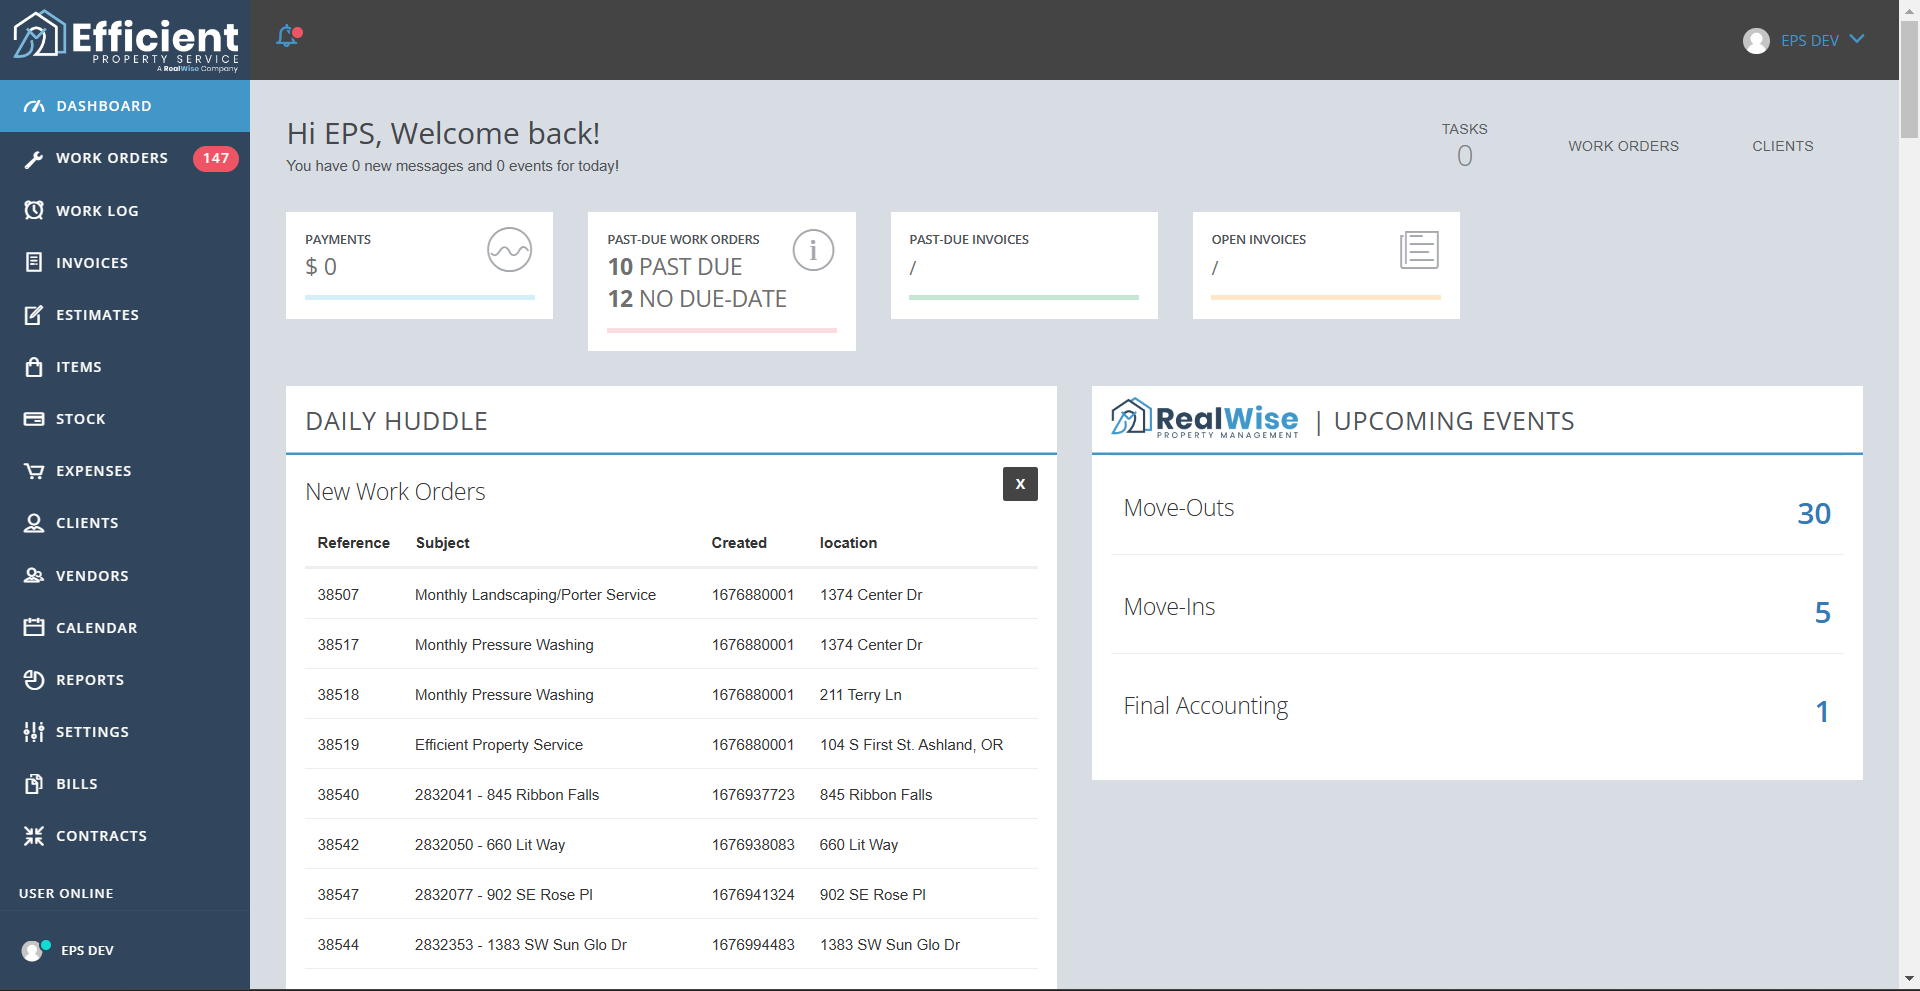 Efficient
PROPERTY SERVICE
A RealWise Company
EPS DEV
DASHBOARD
WORK ORDERS 147
WORK LOG
INVOICES
ESTIMATES
ITEMS
STOCK
EXPENSES
CLIENTS
VENDORS
CALENDAR
REPORTS
SETTINGS
BILLS
CONTRACTS
USER ONLINE
EPS DEV
Hi EPS, Welcome back!
You have 0 new messages and 0 events for today!
TASKS
0
WORK ORDERS
CLIENTS
PAYMENTS
$ 0
PAST-DUE WORK ORDERS
10 PAST DUE
12 NO DUE-DATE
i
PAST-DUE INVOICES
/
OPEN INVOICES
/
DAILY HUDDLE
New Work Orders
X
Reference Subject Created location
38507 Monthly Landscaping/Porter Service 1676880001 1374 Center Dr
38517 Monthly Pressure Washing 1676880001 1374 Center Dr
38518 Monthly Pressure Washing 1676880001 211 Terry Ln
38519 Efficient Property Service 1676880001 104 S First St. Ashland, OR
38540 2832041 - 845 Ribbon Falls 1676937723 845 Ribbon Falls
38542 2832050 - 660 Lit Way 1676938083 660 Lit Way
38547 2832077 - 902 SE Rose Pl 1676941324 902 SE Rose Pl
38544 2832353 - 1383 SW Sun Glo Dr 1676994483 1383 SW Sun Glo Dr
RealWise
PROPERTY MANAGEMENT
| UPCOMING EVENTS
Move-Outs 30
Move-Ins 5
Final Accounting 1